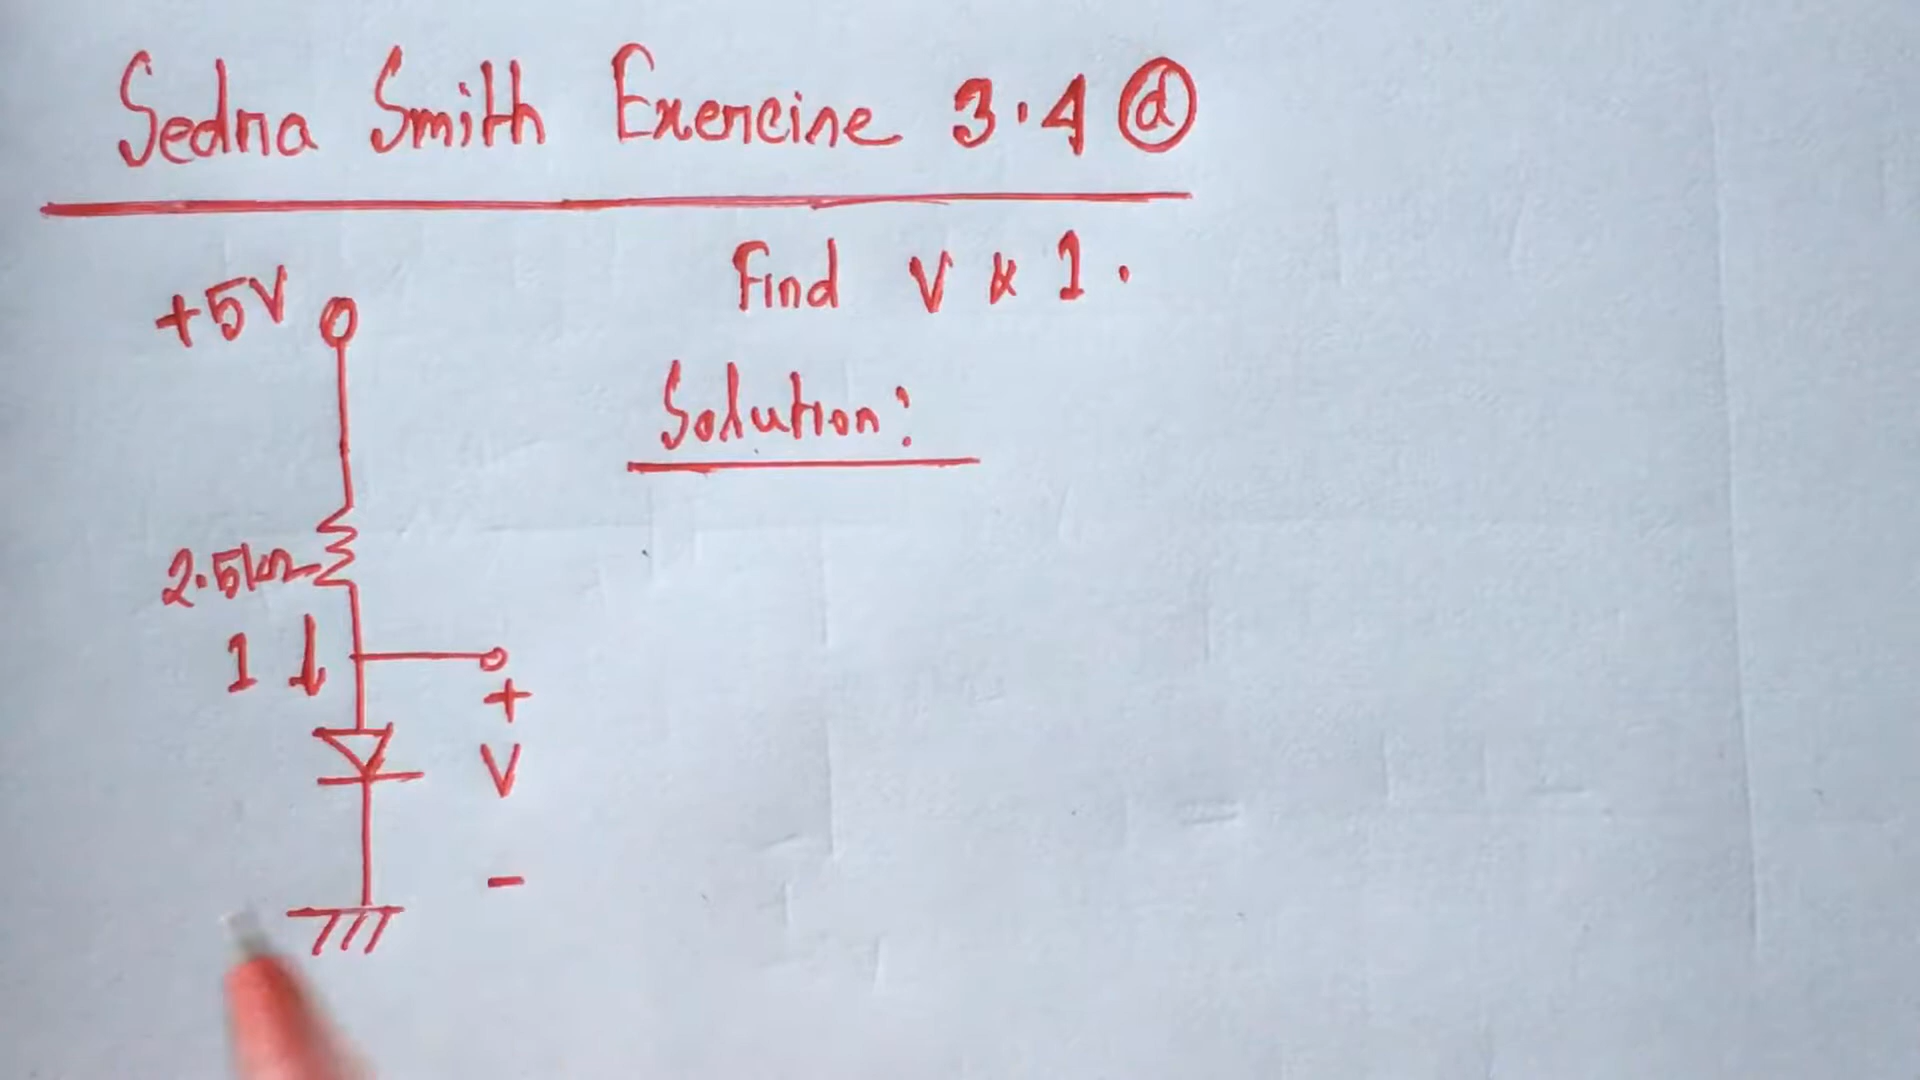 Sedra Smith Exercise 3.4 (d)
Find V & I.
+5V
Solution:
2.5kΩ
I ↓
+
V
-